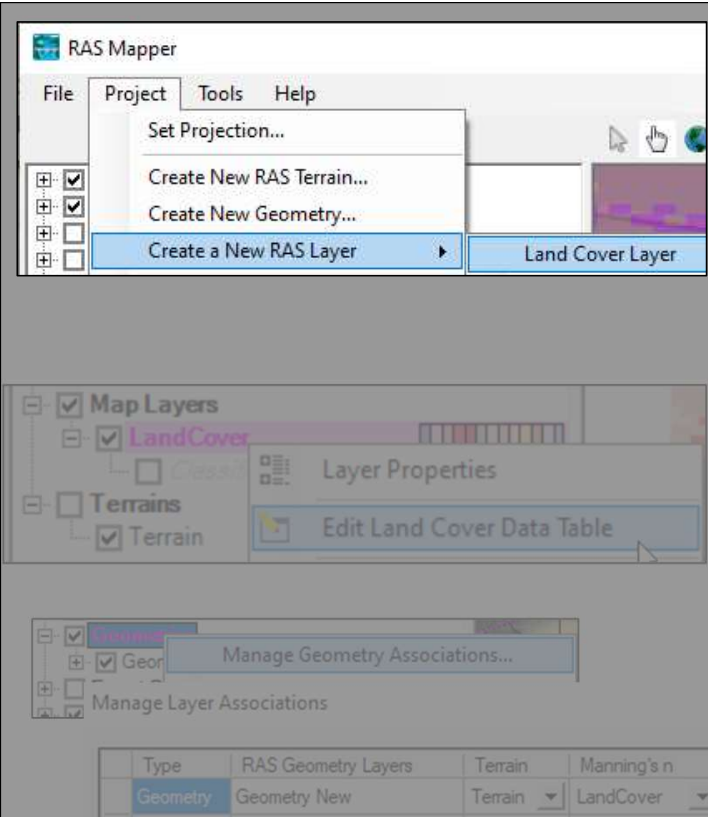 RAS Mapper
File Project Tools Help
Set Projection...
Create New RAS Terrain...
Create New Geometry...
Create a New RAS Layer
Land Cover Layer
Map Layers
LandCover
Layer Properties
Terrains
Edit Land Cover Data Table
Terrain
Manage Geometry Associations...
Geor
Manage Layer Associations
Type RAS Geometry Layers Terrain Manning's n
Geometry Geometry New Terrain LandCover